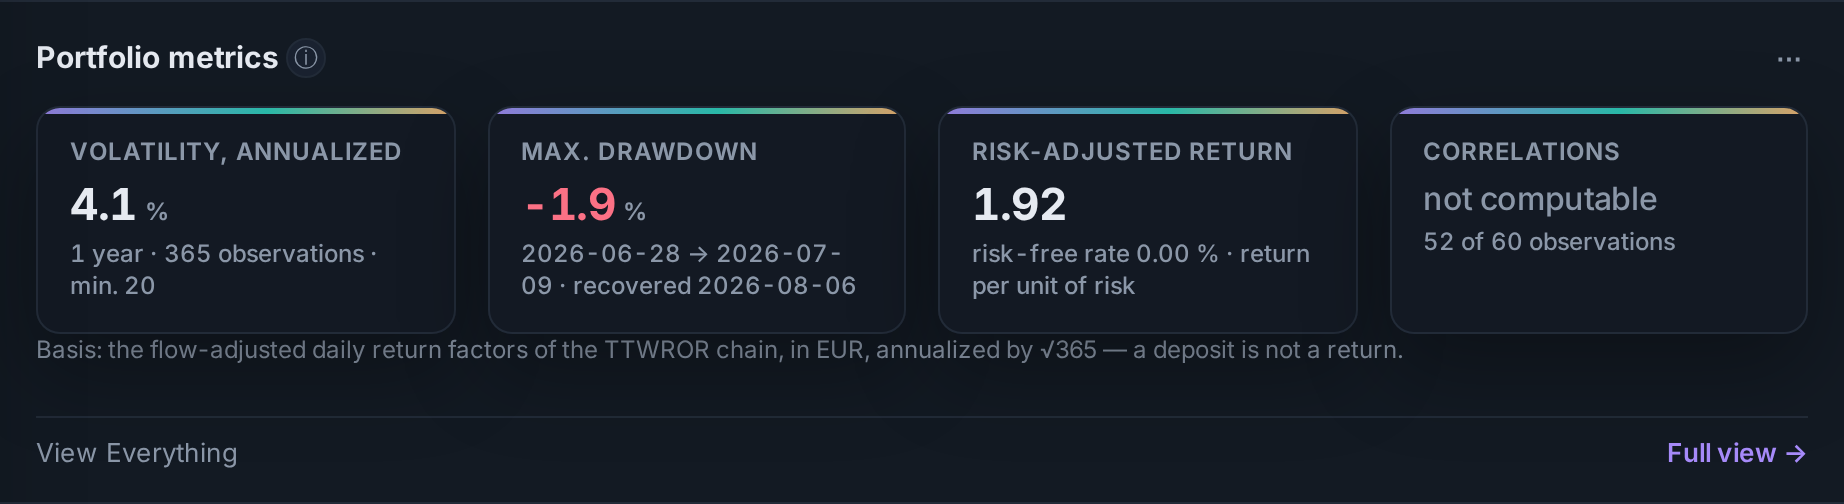 Portfolio metrics ⓘ
...
VOLATILITY, ANNUALIZED
4.1 %
1 year · 365 observations ·
min. 20
MAX. DRAWDOWN
-1.9 %
2026-06-28 → 2026-07-
09 · recovered 2026-08-06
RISK-ADJUSTED RETURN
1.92
risk-free rate 0.00 % · return
per unit of risk
CORRELATIONS
not computable
52 of 60 observations
Basis: the flow-adjusted daily return factors of the TTWROR chain, in EUR, annualized by √365 — a deposit is not a return.
View Everything
Full view →